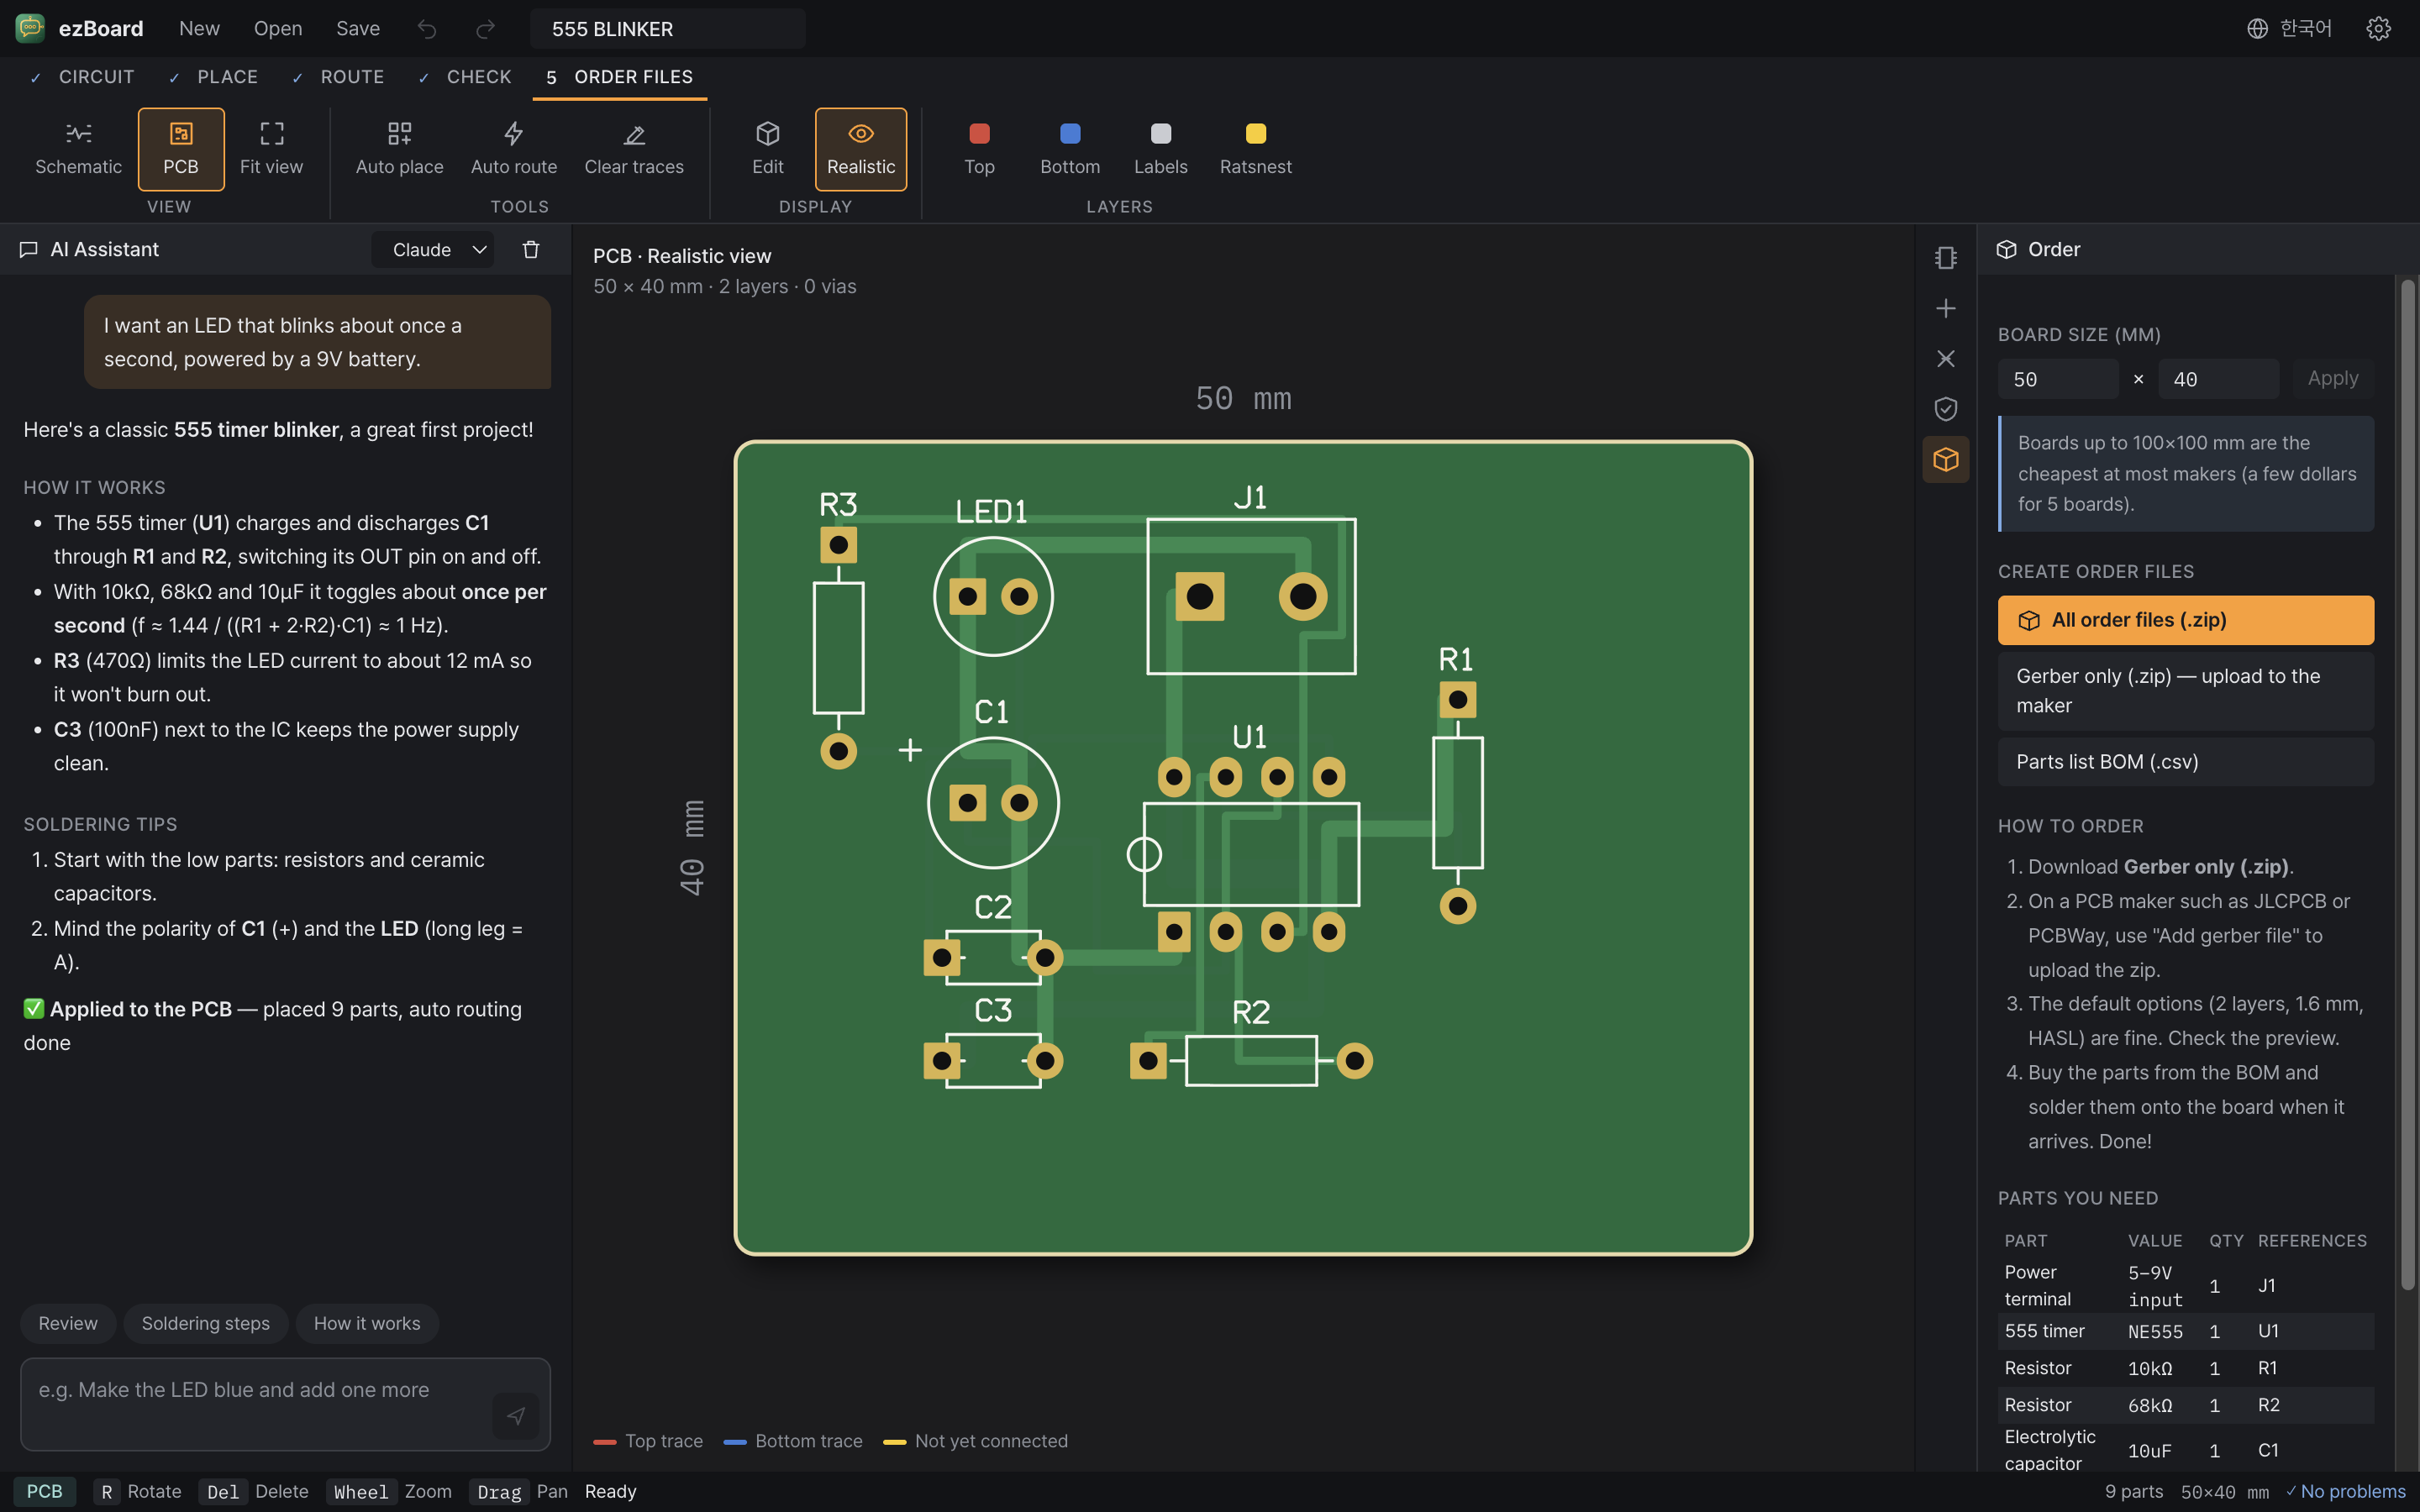 ezBoard New Open Save 555 BLINKER 한국어
✓ CIRCUIT ✓ PLACE ✓ ROUTE ✓ CHECK 5 ORDER FILES
Schematic PCB Fit view Auto place Auto route Clear traces Edit Realistic Top Bottom Labels Ratsnest
VIEW TOOLS DISPLAY LAYERS
AI Assistant Claude
I want an LED that blinks about once a
second, powered by a 9V battery.
Here's a classic 555 timer blinker, a great first project!
HOW IT WORKS
• The 555 timer (U1) charges and discharges C1
through R1 and R2, switching its OUT pin on and off.
• With 10kΩ, 68kΩ and 10µF it toggles about once per
second (f ≈ 1.44 / ((R1 + 2·R2)·C1) ≈ 1 Hz).
• R3 (470Ω) limits the LED current to about 12 mA so
it won't burn out.
• C3 (100nF) next to the IC keeps the power supply
clean.
SOLDERING TIPS
1. Start with the low parts: resistors and ceramic
capacitors.
2. Mind the polarity of C1 (+) and the LED (long leg =
A).
✅ Applied to the PCB — placed 9 parts, auto routing
done
Review Soldering steps How it works
e.g. Make the LED blue and add one more
PCB · Realistic view
50 × 40 mm · 2 layers · 0 vias
50 mm
40 mm
R3
LED1
J1
R1
C1
+
U1
C2
C3
R2
Top trace Bottom trace Not yet connected
Order
BOARD SIZE (MM)
50 × 40 Apply
Boards up to 100×100 mm are the
cheapest at most makers (a few dollars
for 5 boards).
CREATE ORDER FILES
All order files (.zip)
Gerber only (.zip) — upload to the
maker
Parts list BOM (.csv)
HOW TO ORDER
1. Download Gerber only (.zip).
2. On a PCB maker such as JLCPCB or
PCBWay, use "Add gerber file" to
upload the zip.
3. The default options (2 layers, 1.6 mm,
HASL) are fine. Check the preview.
4. Buy the parts from the BOM and
solder them onto the board when it
arrives. Done!
PARTS YOU NEED
PART VALUE QTY REFERENCES
Power
terminal 5–9V
input 1 J1
555 timer NE555 1 U1
Resistor 10kΩ 1 R1
Resistor 68kΩ 1 R2
Electrolytic
capacitor 10uF 1 C1
PCB R Rotate Del Delete Wheel Zoom Drag Pan Ready 9 parts 50×40 mm ✓ No problems